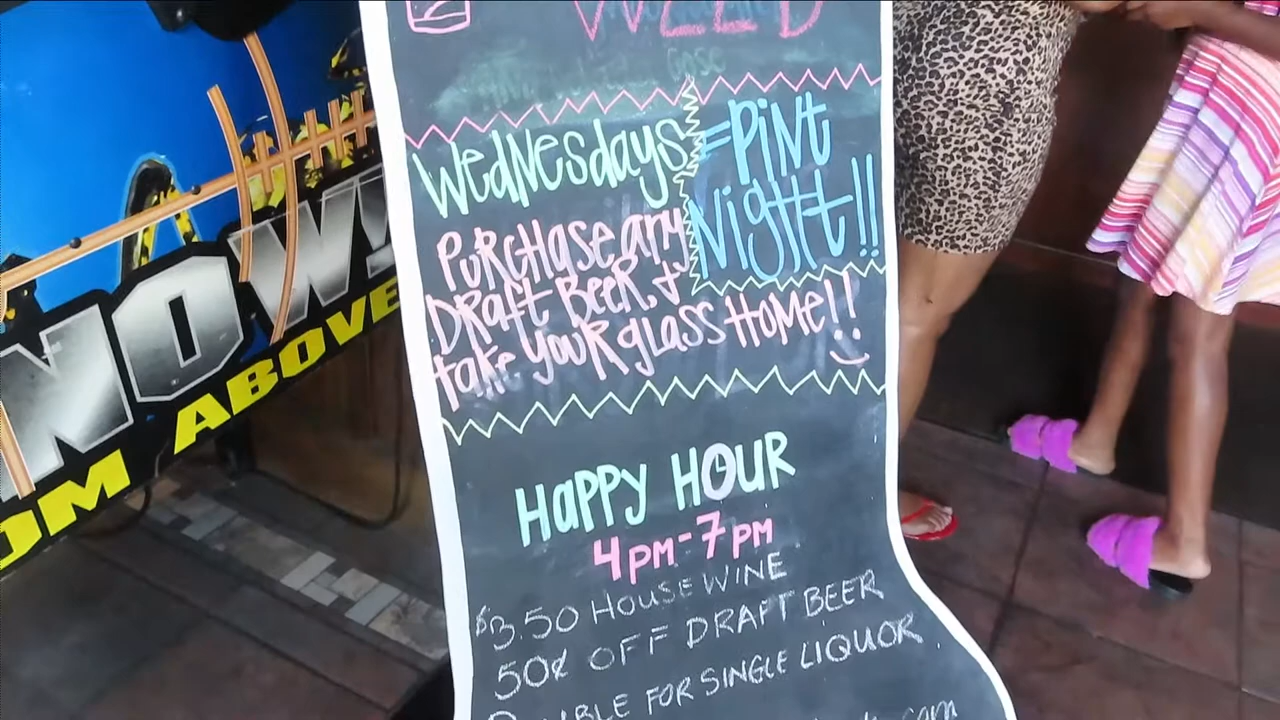 Wednesdays
=PiNt
Night!!
Purchase any
Draft Beer, +
take your glass Home!!
Happy Hour
4pm-7pm
$3.50 House Wine
50¢ OFF DRAFT BEER
FOR SINGLE LIQUOR
NOW!
ABOVE